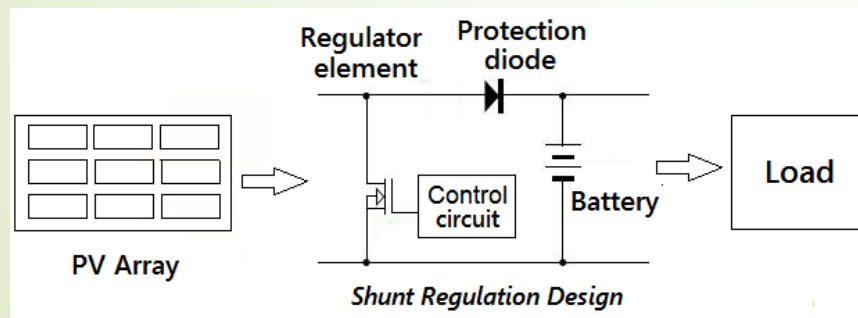 Regulator
element
Protection
diode
PV Array
Control
circuit
Battery
Load
Shunt Regulation Design